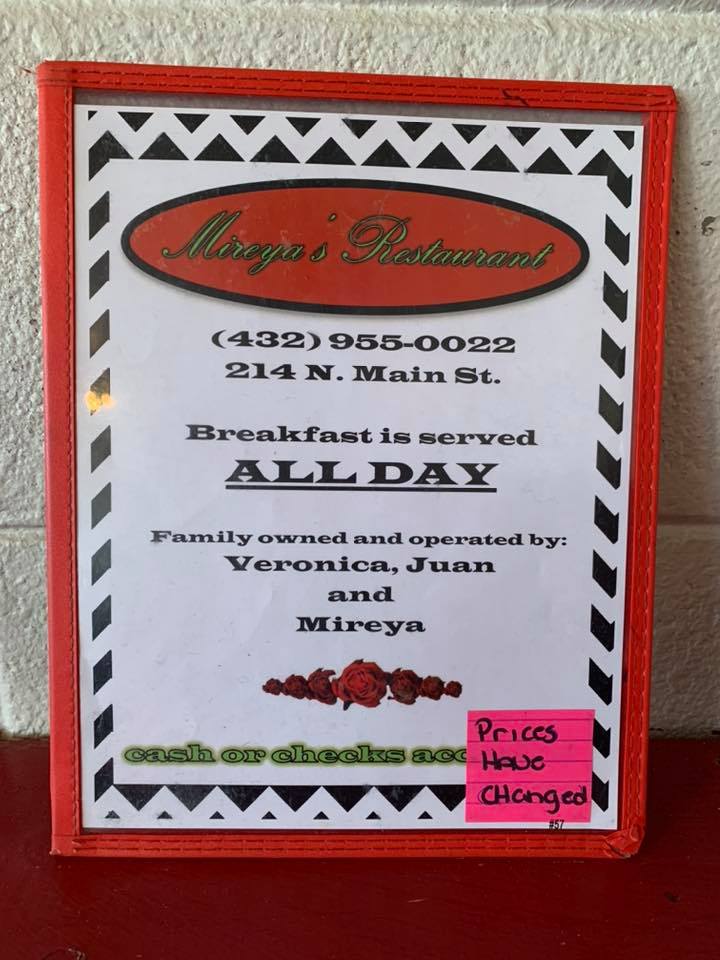 Mireya's Restaurant
(432) 955-0022
214 N. Main St.
Breakfast is served
ALL DAY
Family owned and operated by:
Veronica, Juan
and
Mireya
cash or checks
Prices
Have
CHanged
#57